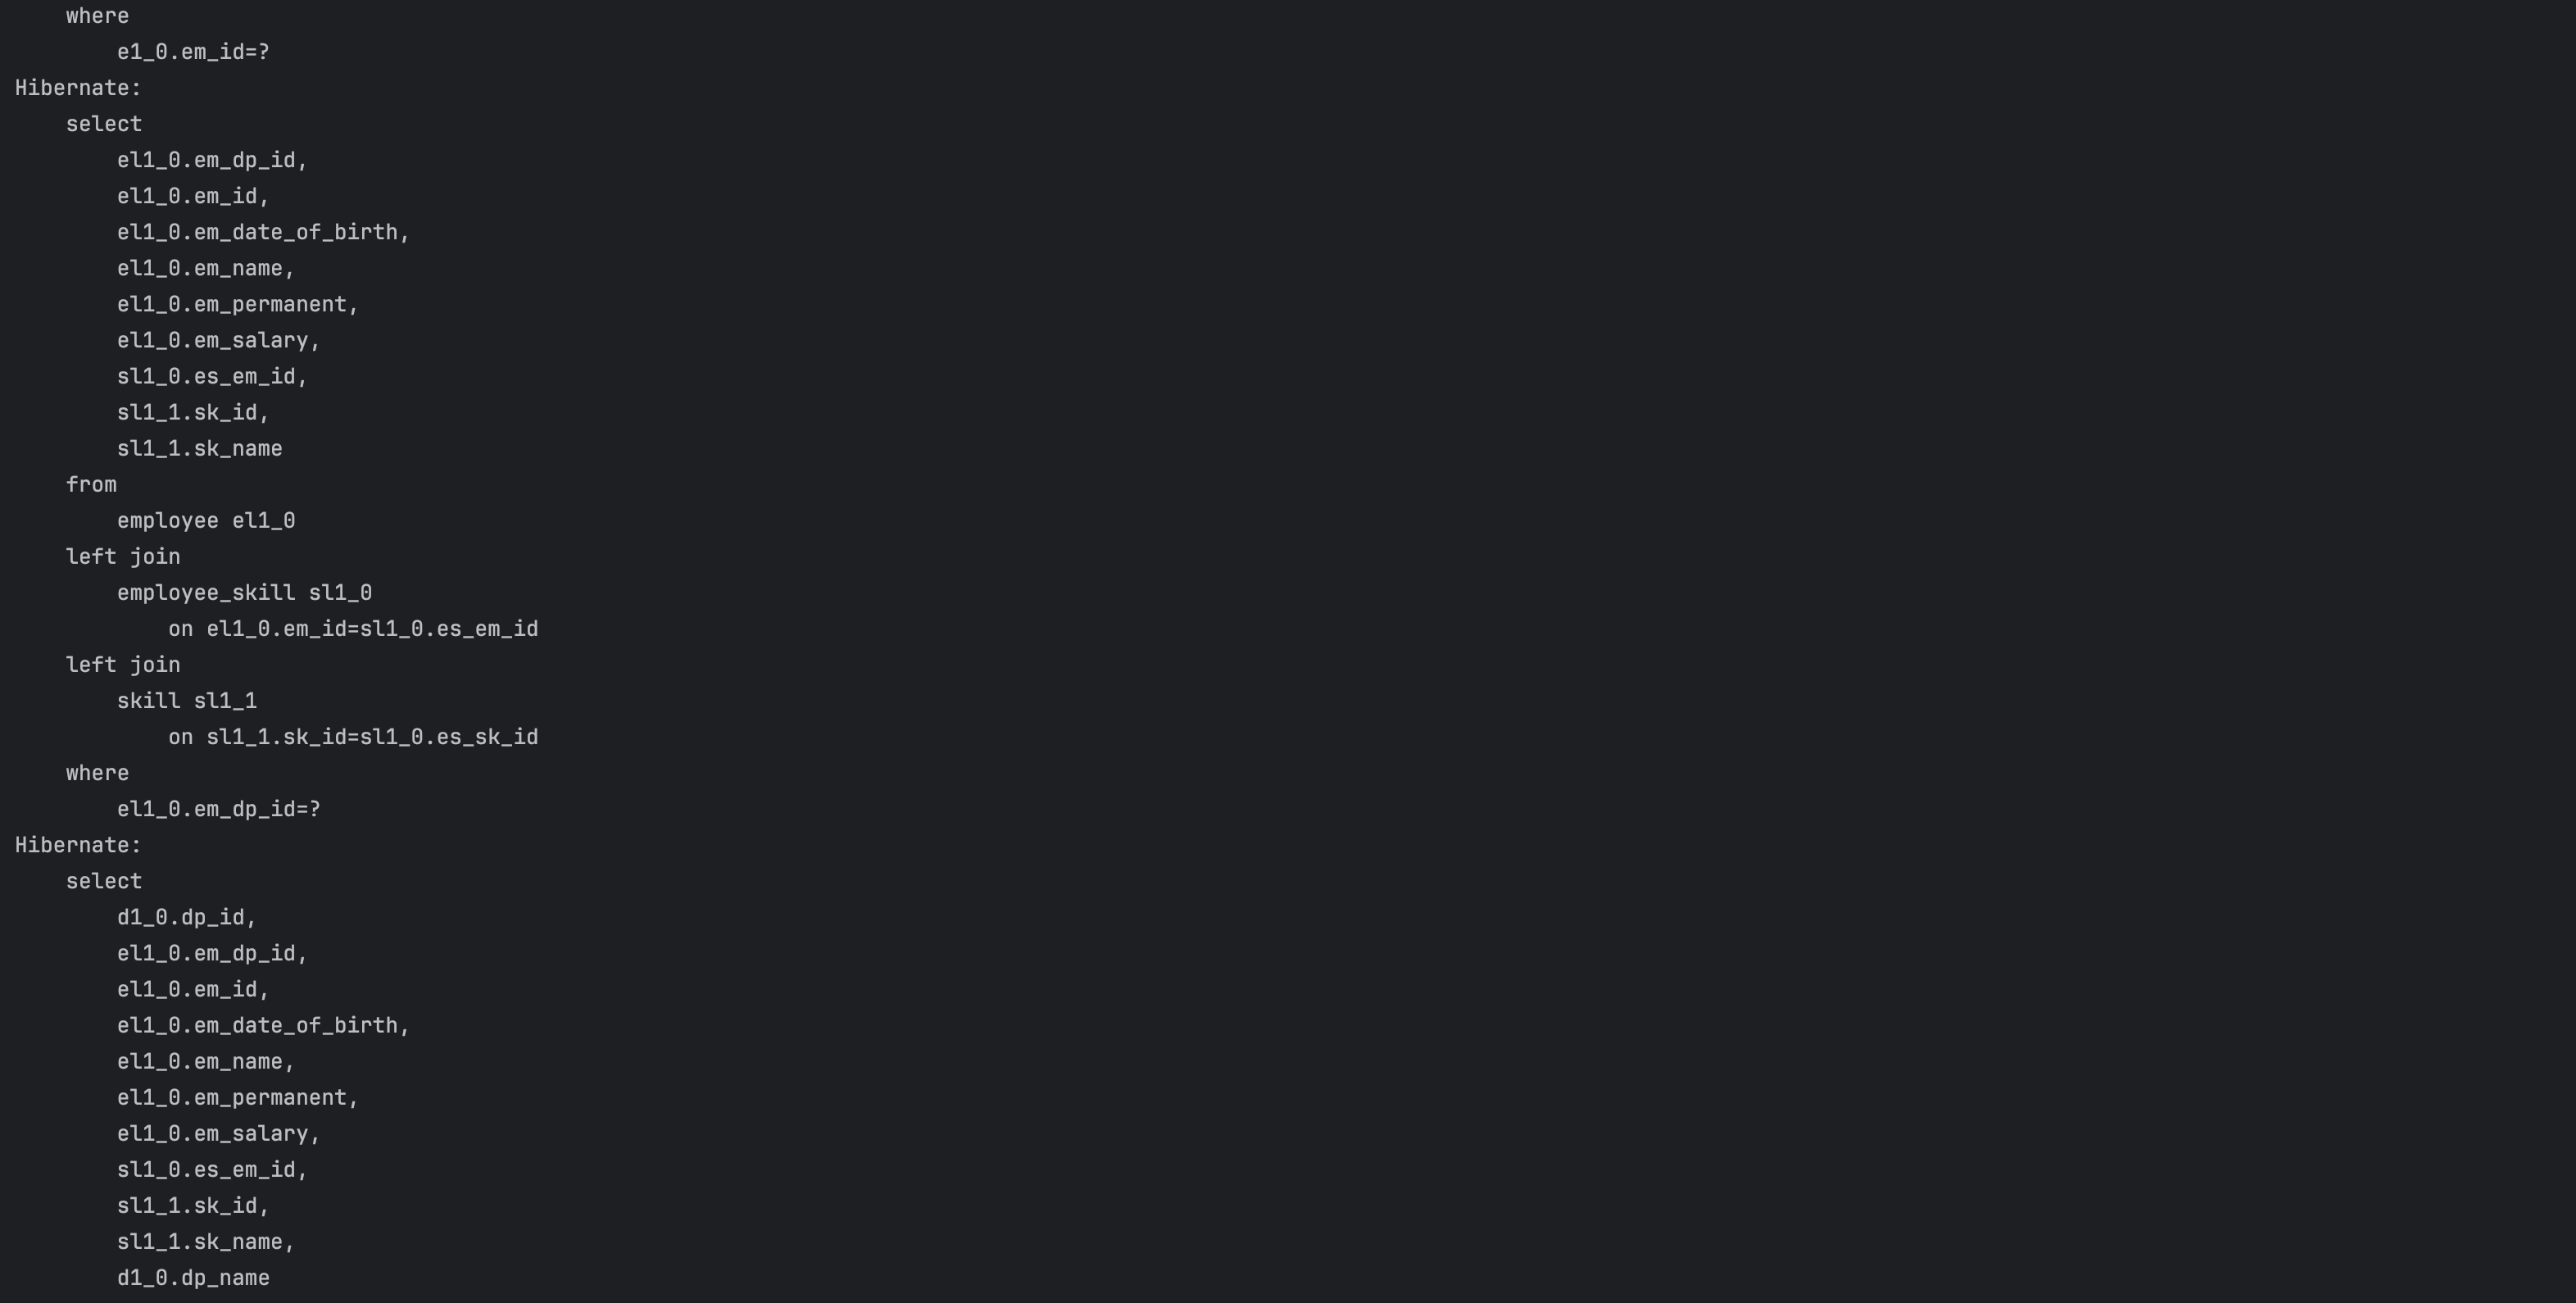 where
e1_0.em_id=?
Hibernate:
select
el1_0.em_dp_id,
el1_0.em_id,
el1_0.em_date_of_birth,
el1_0.em_name,
el1_0.em_permanent,
el1_0.em_salary,
sl1_0.es_em_id,
sl1_1.sk_id,
sl1_1.sk_name
from
employee el1_0
left join
employee_skill sl1_0
on el1_0.em_id=sl1_0.es_em_id
left join
skill sl1_1
on sl1_1.sk_id=sl1_0.es_sk_id
where
el1_0.em_dp_id=?
Hibernate:
select
d1_0.dp_id,
el1_0.em_dp_id,
el1_0.em_id,
el1_0.em_date_of_birth,
el1_0.em_name,
el1_0.em_permanent,
el1_0.em_salary,
sl1_0.es_em_id,
sl1_1.sk_id,
sl1_1.sk_name,
d1_0.dp_name